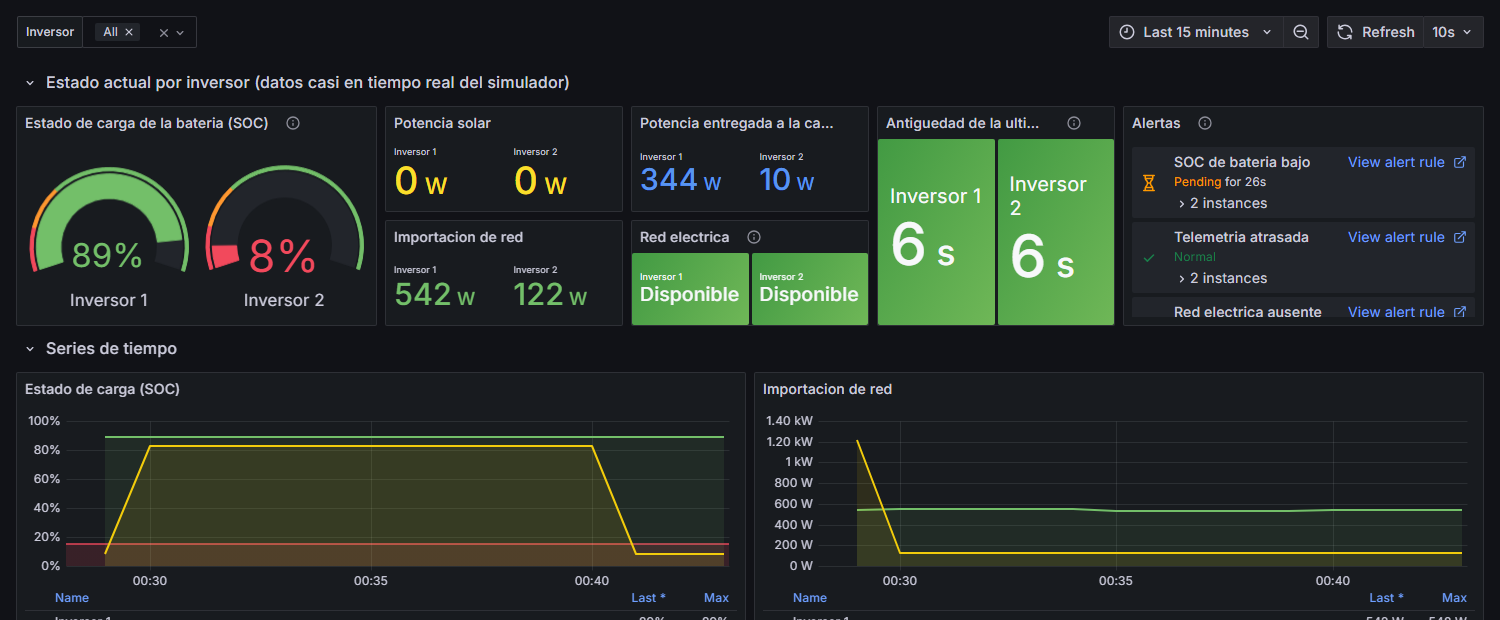 Inversor All
Last 15 minutes Refresh 10s
Estado actual por inversor (datos casi en tiempo real del simulador)
Estado de carga de la bateria (SOC)
89%
Inversor 1
8%
Inversor 2
Potencia solar
Inversor 1 Inversor 2
0 W 0 W
Importacion de red
Inversor 1 Inversor 2
542 W 122 W
Potencia entregada a la ca...
Inversor 1 Inversor 2
344 W 10 W
Red electrica
Inversor 1 Inversor 2
Disponible Disponible
Antiguedad de la ulti...
Inversor 1
6 s
Inversor
2
6 s
Alertas
SOC de bateria bajo View alert rule
Pending for 26s
2 instances
Telemetria atrasada View alert rule
Normal
2 instances
Red electrica ausente View alert rule
Series de tiempo
Estado de carga (SOC)
100%
80%
60%
40%
20%
0%
00:30 00:35 00:40
Name Last * Max
Importacion de red
1.40 kW
1.20 kW
1 kW
800 W
600 W
400 W
200 W
0 W
00:30 00:35 00:40
Name Last * Max